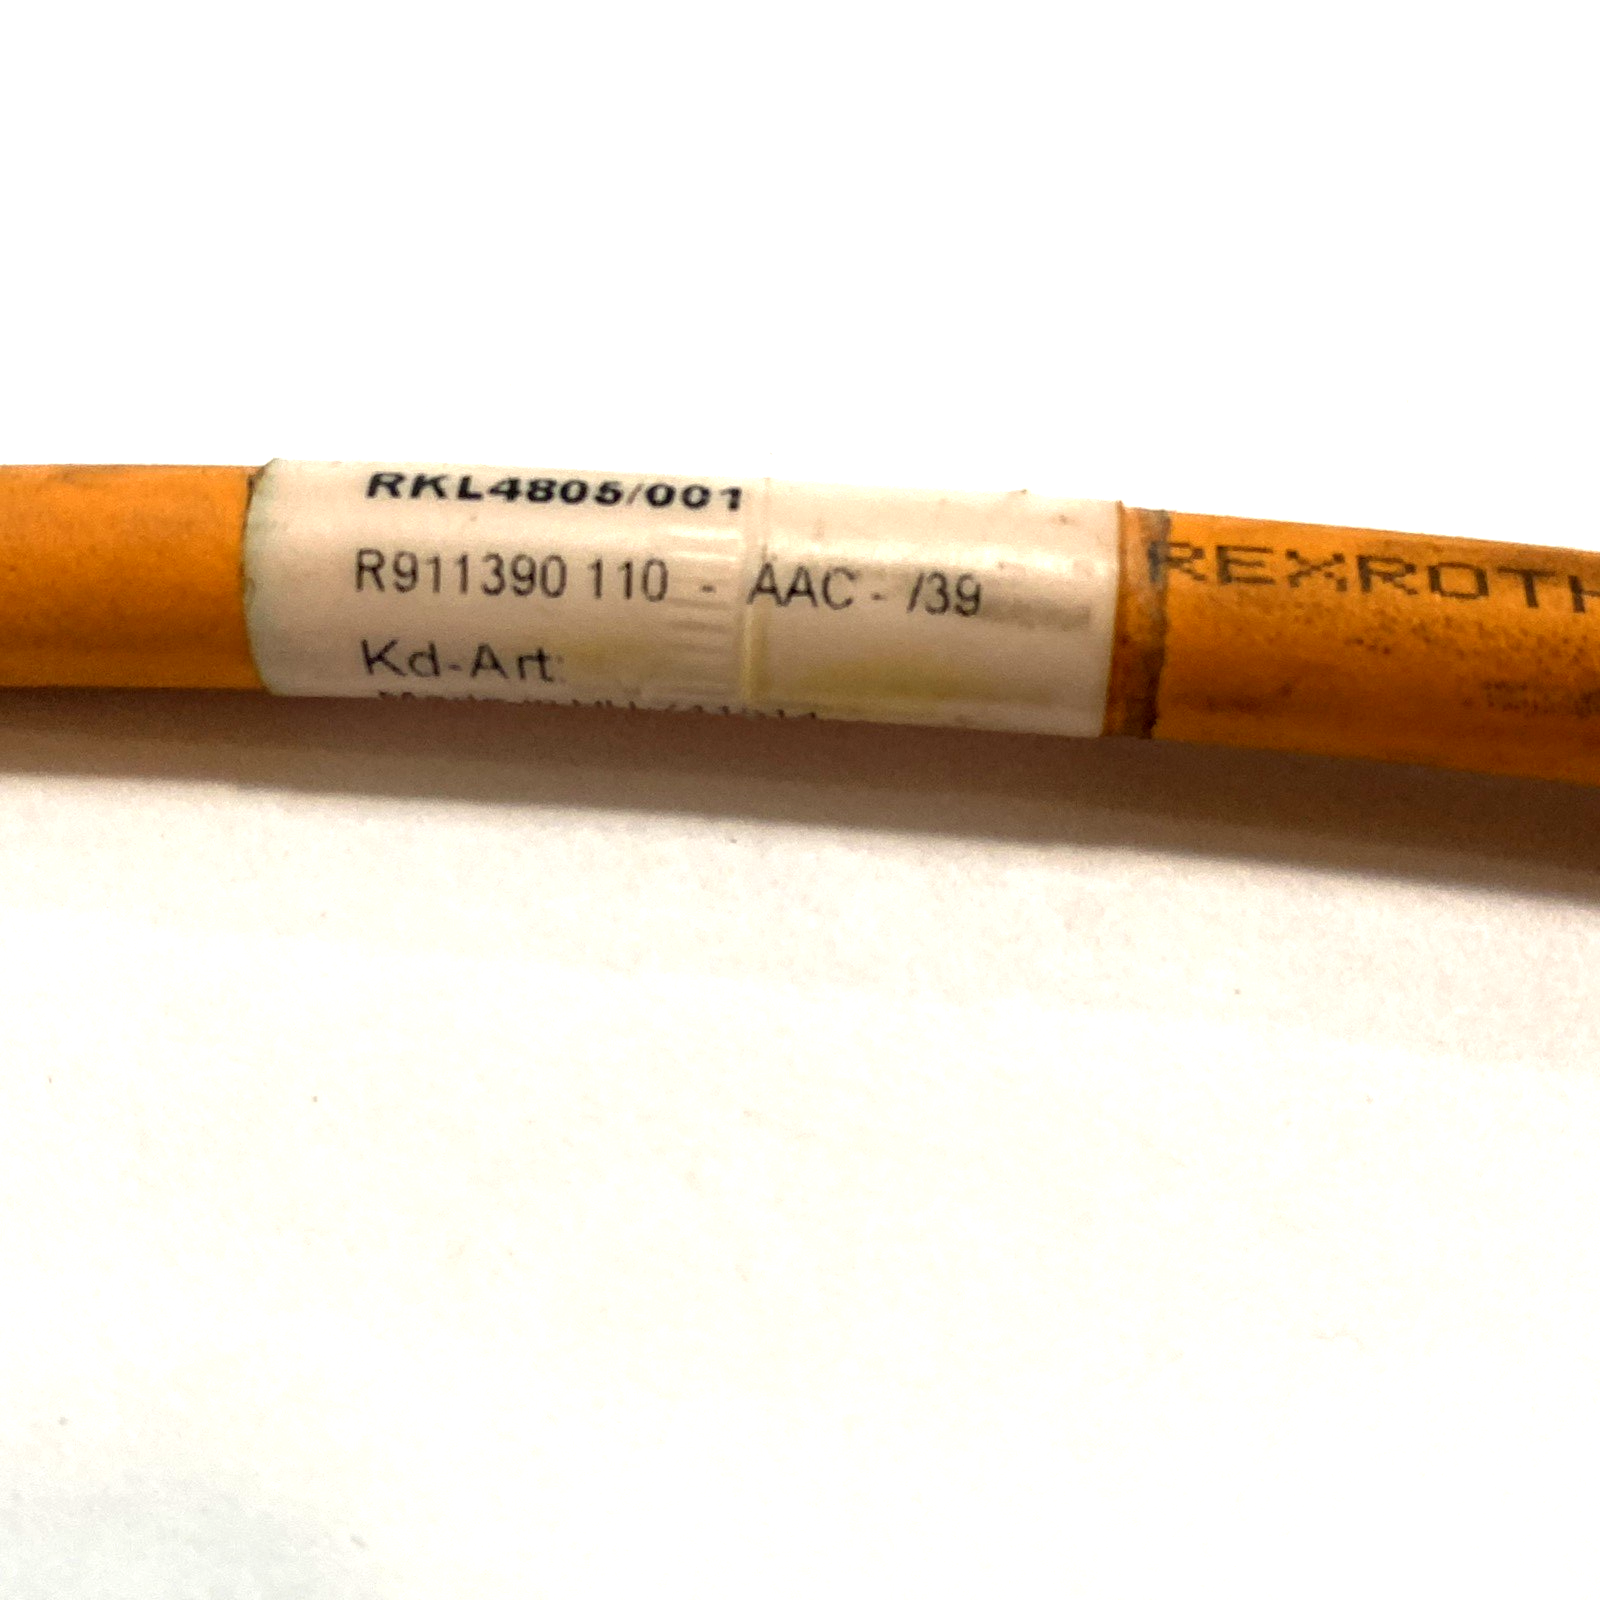 RKL4805/001
R911390 110 - AAC - /39
Kd-Art:
REXROTH